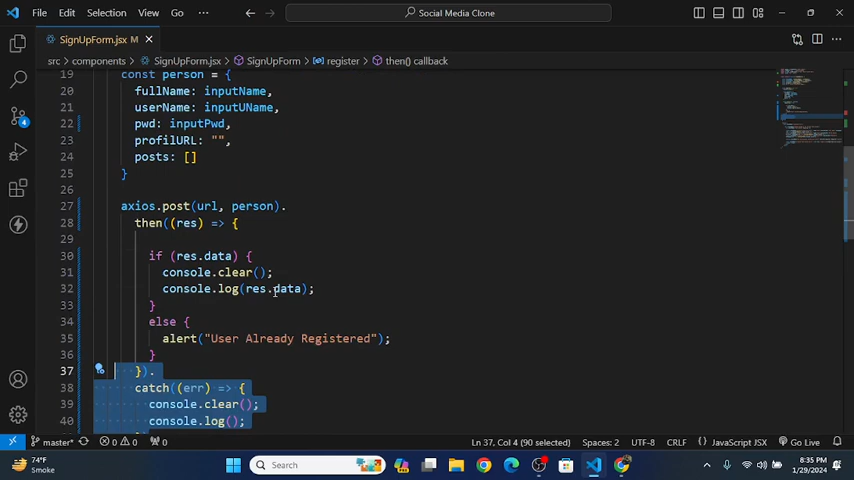 File Edit Selection View Go ··· Social Media Clone
SignUpForm.jsx M
src > components > SignUpForm.jsx > SignUpForm > register > then() callback
19 const person = {
20 fullName: inputName,
21 userName: inputUName,
22 pwd: inputPwd,
23 profilURL: "",
24 posts: []
25 }
26
27 axios.post(url, person).
28 then((res) => {
29
30 if (res.data) {
31 console.clear();
32 console.log(res.data);
33 }
34 else {
35 alert("User Already Registered");
36 }
37 }).
38 catch((err) => {
39 console.clear();
40 console.log();
4
master* 0 0 0 Ln 37, Col 4 (90 selected) Spaces: 2 UTF-8 CRLF JavaScript JSX Go Live
74°F
Smoke
Search
8:35 PM
1/29/2024